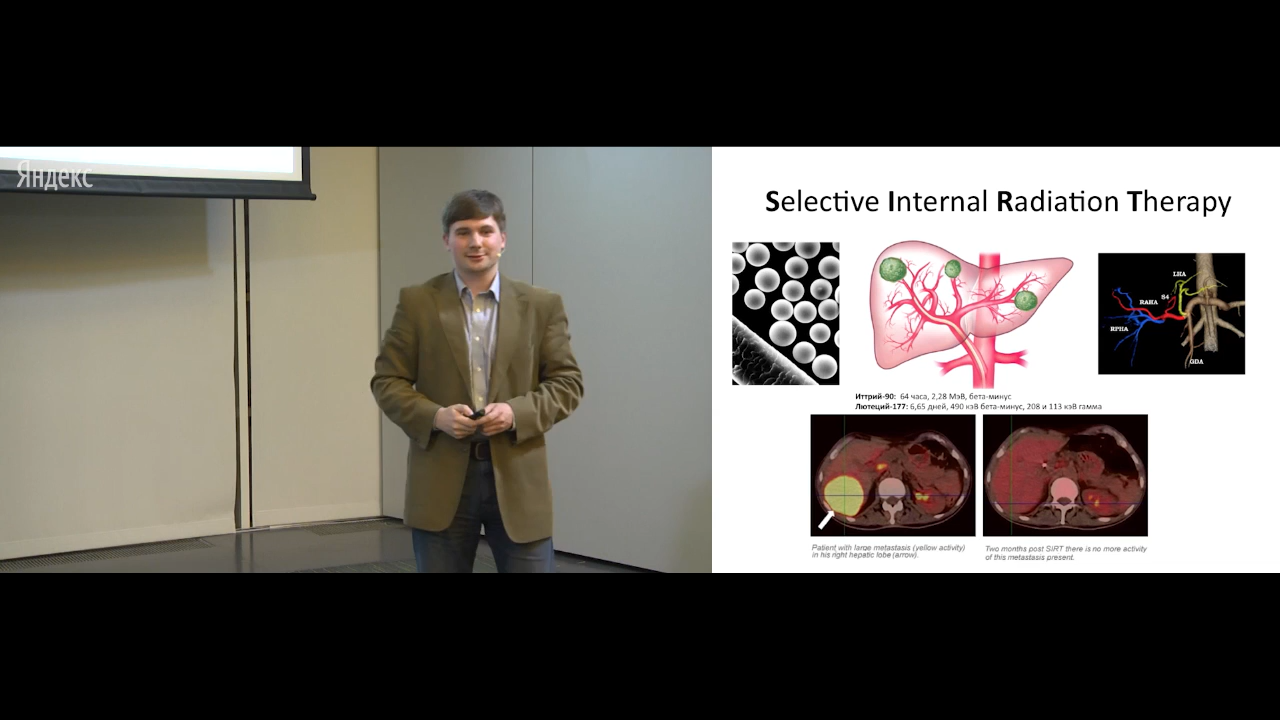 Яндекс
Selective Internal Radiation Therapy
LHA
S4
RAHA
RPHA
GDA
Иттрий-90: 64 часа, 2,28 МэВ, бета-минус
Лютеций-177: 6,65 дней, 490 кэВ бета-минус, 208 и 113 кэВ гамма
Patient with large metastasis (yellow activity)
in his right hepatic lobe (arrow).
Two months post SIRT there is no more activity
of this metastasis present.